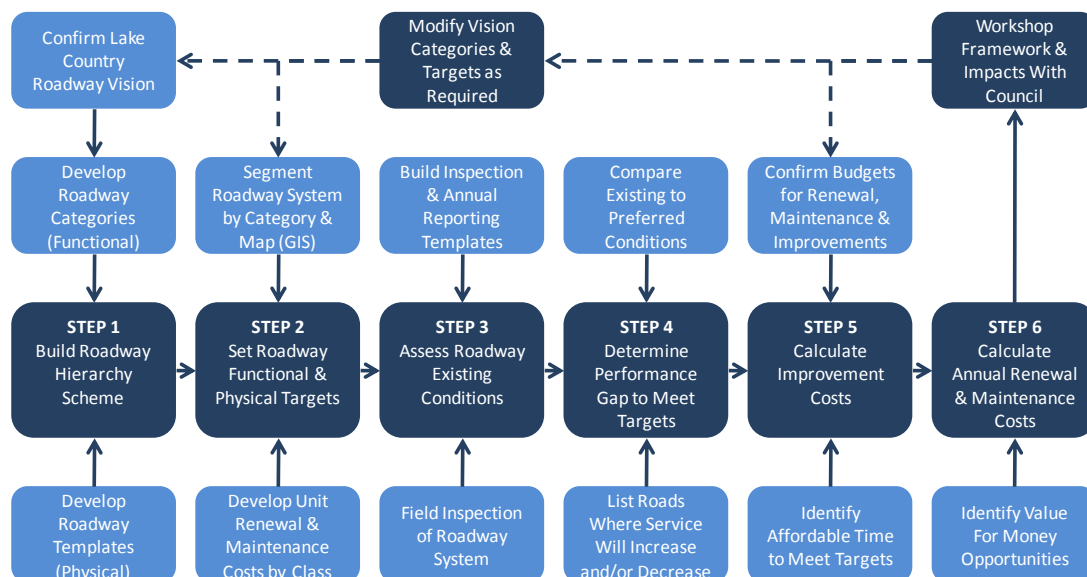 Confirm Lake
Country
Roadway Vision
Modify Vision
Categories &
Targets as
Required
Workshop
Framework &
Impacts With
Council
Develop
Roadway
Categories
(Functional)
Segment
Roadway System
by Category &
Map (GIS)
Build Inspection
& Annual
Reporting
Templates
Compare
Existing to
Preferred
Conditions
Confirm Budgets
for Renewal,
Maintenance &
Improvements
STEP 1
Build Roadway
Hierarchy
Scheme
STEP 2
Set Roadway
Functional &
Physical Targets
STEP 3
Assess Roadway
Existing
Conditions
STEP 4
Determine
Performance
Gap to Meet
Targets
STEP 5
Calculate
Improvement
Costs
STEP 6
Calculate
Annual Renewal
& Maintenance
Costs
Develop
Roadway
Templates
(Physical)
Develop Unit
Renewal &
Maintenance
Costs by Class
Field Inspection
of Roadway
System
List Roads
Where Service
Will Increase
and/or Decrease
Identify
Affordable Time
to Meet Targets
Identify Value
For Money
Opportunities